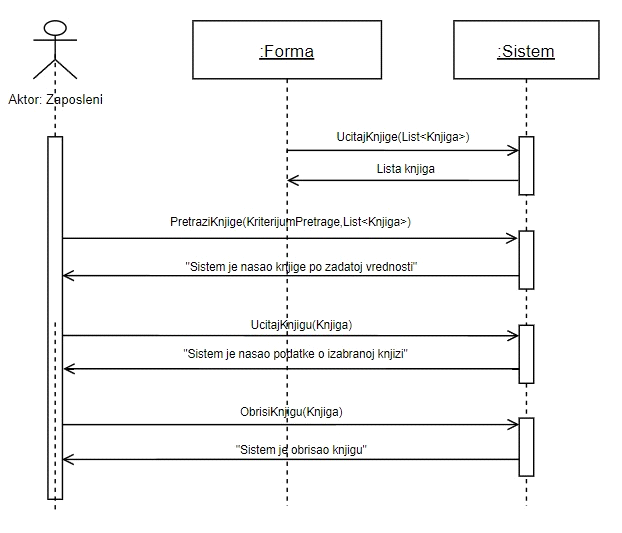 :Forma
:Sistem
Aktor: Zaposleni
UcitajKnjige(List<Knjiga>)
Lista knjiga
PretraziKnjige(KriterijumPretrage,List<Knjiga>)
"Sistem je nasao knjige po zadatoj vrednosti"
UcitajKnjigu(Knjiga)
"Sistem je nasao podatke o izabranoj knjizi"
ObrisiKnjigu(Knjiga)
"Sistem je obrisao knjigu"